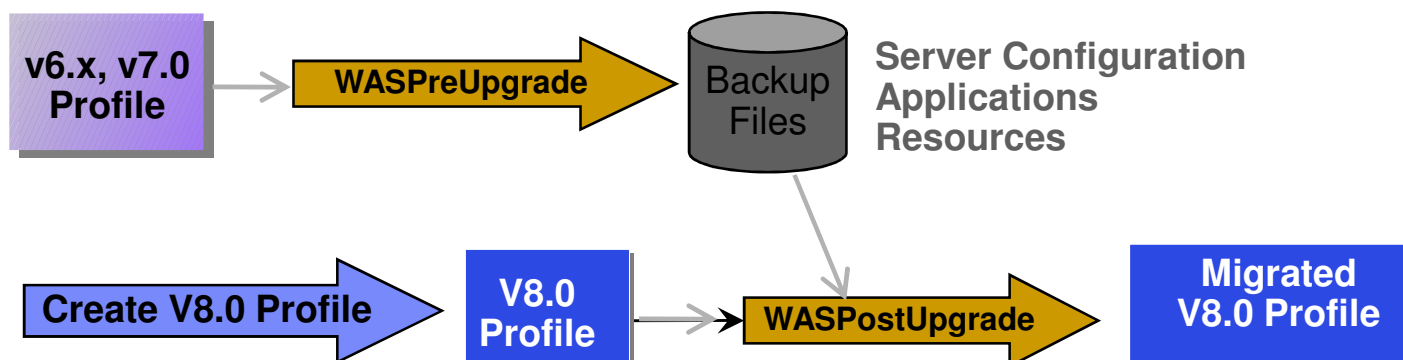 v6.x, v7.0
Profile
WASPreUpgrade
Backup
Files
Server Configuration
Applications
Resources
Create V8.0 Profile
V8.0
Profile
WASPostUpgrade
Migrated
V8.0 Profile